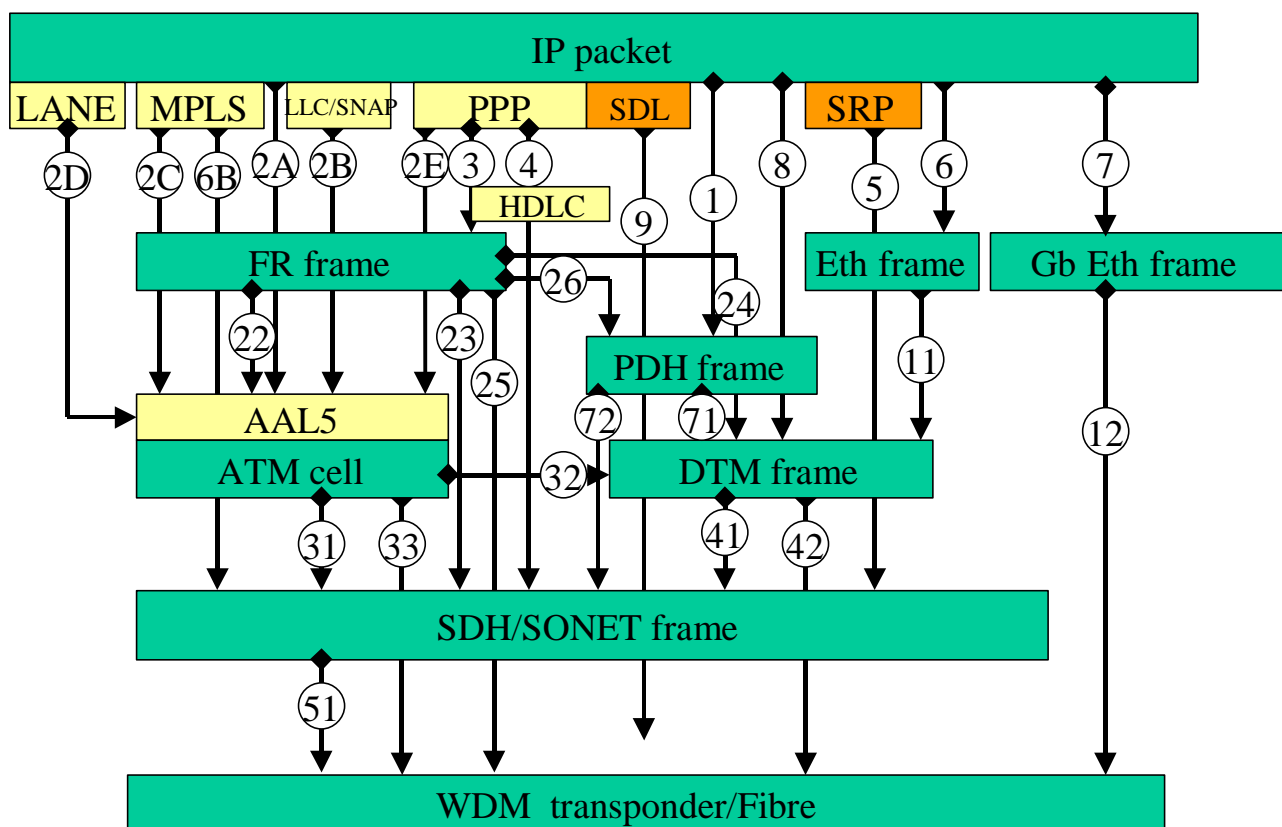 IP packet
LANE MPLS LLC/SNAP PPP SDL SRP
2D 2C 6B 2A 2B 2E 3 4 9 1 8 5 6 7
HDLC
FR frame Eth frame Gb Eth frame
26 24
22 23 25 11
PDH frame
72 71 12
AAL5
ATM cell 32 DTM frame
31 33 41 42
SDH/SONET frame
51
WDM transponder/Fibre